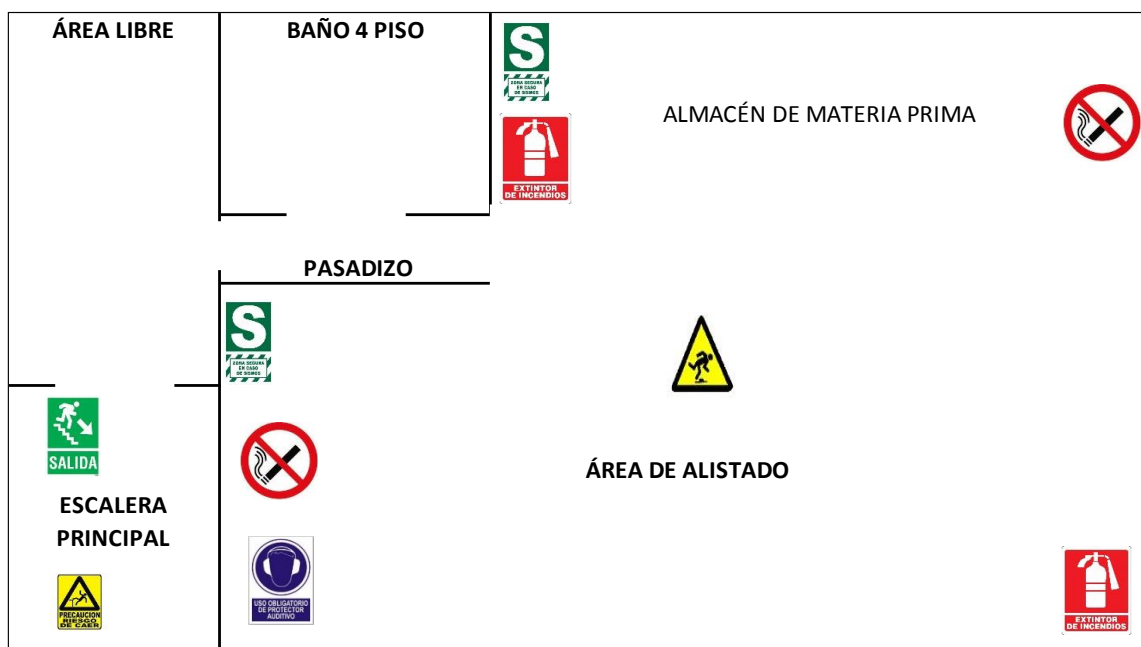 ÁREA LIBRE
BAÑO 4 PISO
S
ZONA SEGURA
EN CASO
DE SISMOS
ALMACÉN DE MATERIA PRIMA
EXTINTOR
DE INCENDIOS
PASADIZO
S
ZONA SEGURA
EN CASO
DE SISMOS
SALIDA
ÁREA DE ALISTADO
ESCALERA
PRINCIPAL
USO OBLIGATORIO
DE PROTECTOR
AUDITIVO
PRECAUCION
RIESGO
DE CAER
EXTINTOR
DE INCENDIOS